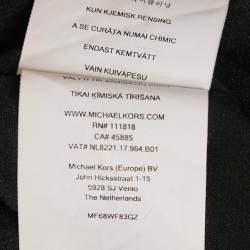 KUN KJEMISK RENSING
A SE CURĂȚA NUMAI CHIMIC
ENDAST KEMTVÄTT
VAIN KUIVAPESU
TIKAI ĶĪMISKĀ TĪRĪŠANA
WWW.MICHAELKORS.COM
RN# 111818
CA# 45885
VAT# NL8221.17.964.B01
Michael Kors (Europe) BV
John Hicksstraat 1-15
5928 SJ Venlo
The Netherlands
MF68WF83GZ